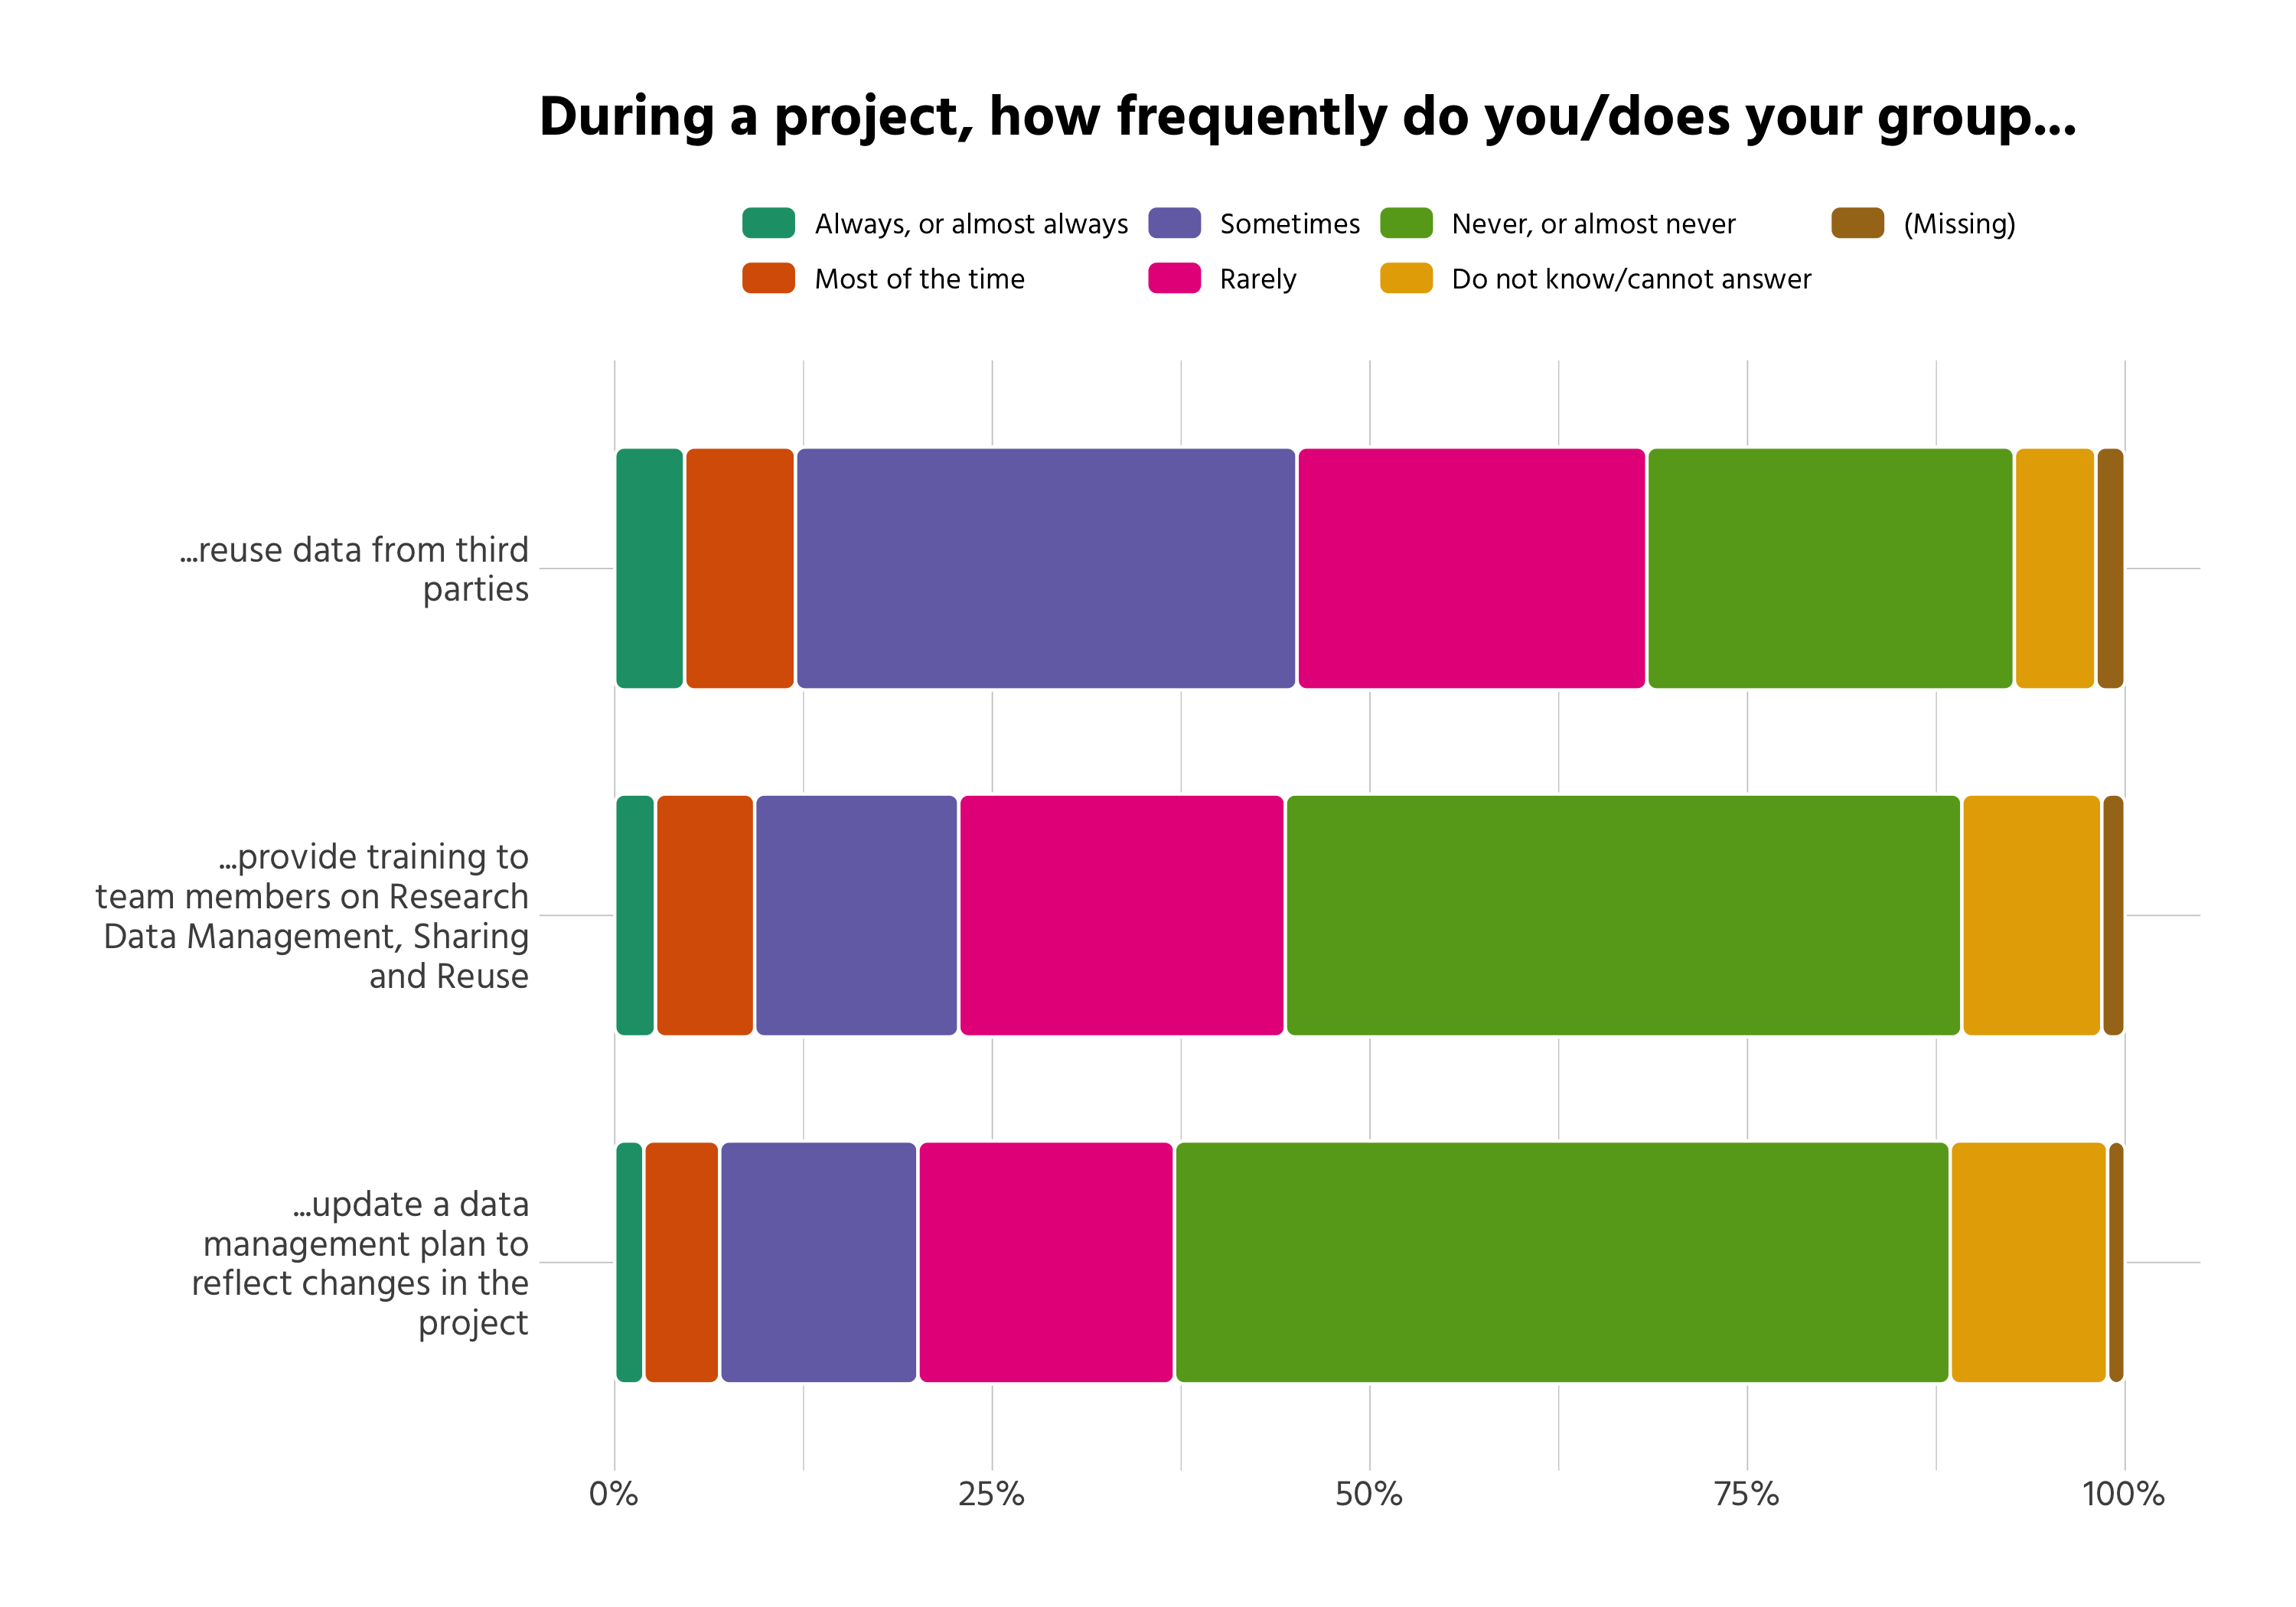 During a project, how frequently do you/does your group...
Always, or almost always
Sometimes
Never, or almost never
(Missing)
Most of the time
Rarely
Do not know/cannot answer
...reuse data from third
parties
...provide training to
team members on Research
Data Management, Sharing
and Reuse
...update a data
management plan to
reflect changes in the
project
0%
25%
50%
75%
100%